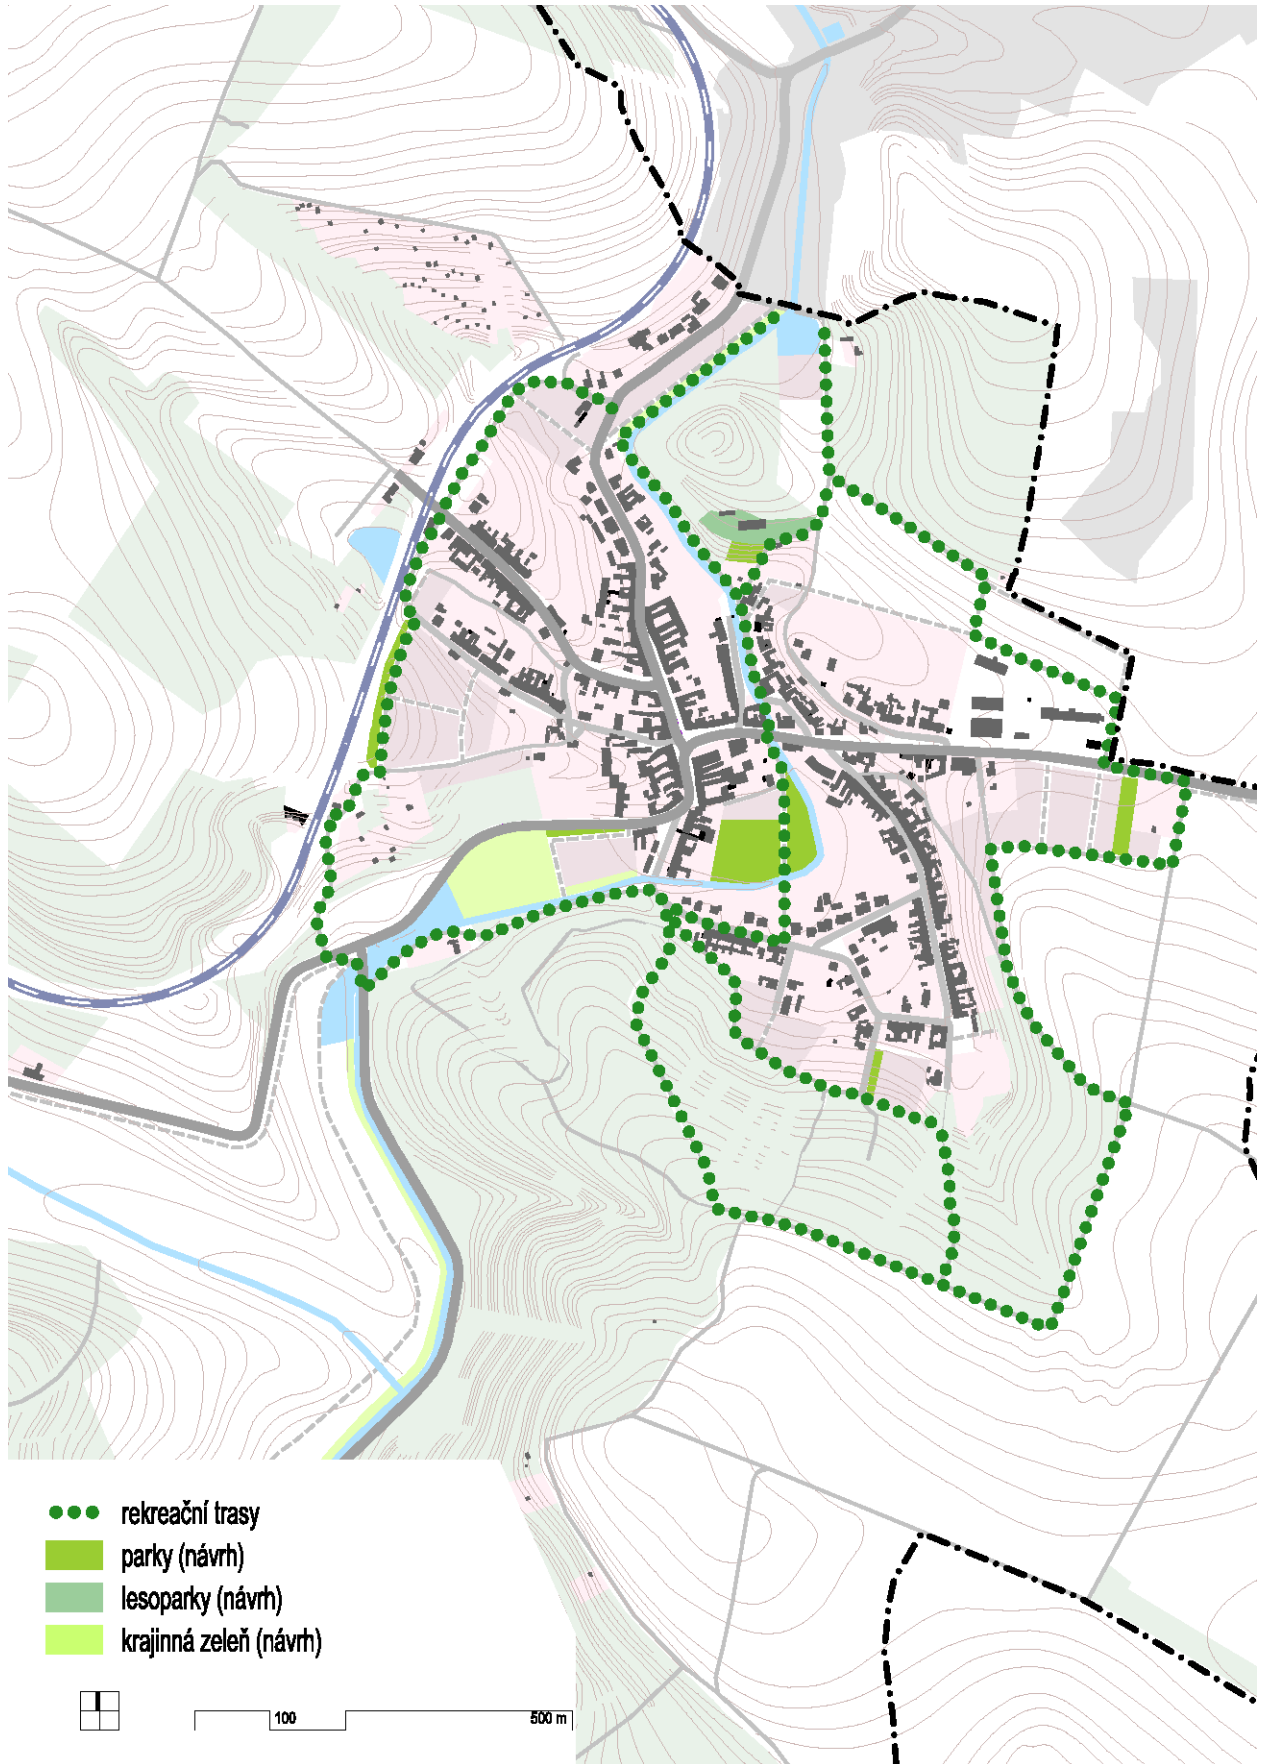 rekreační trasy
parky (návrh)
lesoparky (návrh)
krajinná zeleň (návrh)
100 500 m